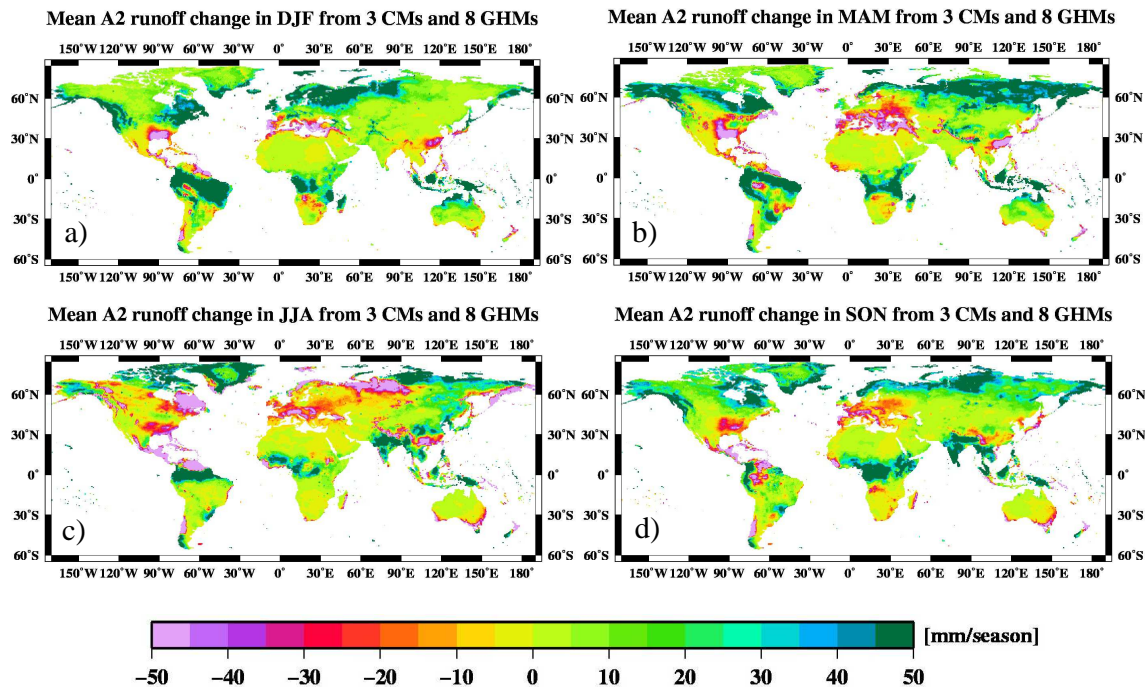 Mean A2 runoff change in DJF from 3 CMs and 8 GHMs
150˚W 120˚W 90˚W 60˚W 30˚W 0˚ 30˚E 60˚E 90˚E 120˚E 150˚E 180˚
60˚N 60˚N
30˚N 30˚N
0˚ 0˚
30˚S 30˚S
a)
60˚S 60˚S
150˚W 120˚W 90˚W 60˚W 30˚W 0˚ 30˚E 60˚E 90˚E 120˚E 150˚E 180˚
Mean A2 runoff change in MAM from 3 CMs and 8 GHMs
150˚W 120˚W 90˚W 60˚W 30˚W 0˚ 30˚E 60˚E 90˚E 120˚E 150˚E 180˚
60˚N 60˚N
30˚N 30˚N
0˚ 0˚
30˚S 30˚S
b)
60˚S 60˚S
150˚W 120˚W 90˚W 60˚W 30˚W 0˚ 30˚E 60˚E 90˚E 120˚E 150˚E 180˚
Mean A2 runoff change in JJA from 3 CMs and 8 GHMs
150˚W 120˚W 90˚W 60˚W 30˚W 0˚ 30˚E 60˚E 90˚E 120˚E 150˚E 180˚
60˚N 60˚N
30˚N 30˚N
0˚ 0˚
30˚S 30˚S
c)
60˚S 60˚S
150˚W 120˚W 90˚W 60˚W 30˚W 0˚ 30˚E 60˚E 90˚E 120˚E 150˚E 180˚
Mean A2 runoff change in SON from 3 CMs and 8 GHMs
150˚W 120˚W 90˚W 60˚W 30˚W 0˚ 30˚E 60˚E 90˚E 120˚E 150˚E 180˚
60˚N 60˚N
30˚N 30˚N
0˚ 0˚
30˚S 30˚S
d)
60˚S 60˚S
150˚W 120˚W 90˚W 60˚W 30˚W 0˚ 30˚E 60˚E 90˚E 120˚E 150˚E 180˚
[mm/season]
−50 −40 −30 −20 −10 0 10 20 30 40 50